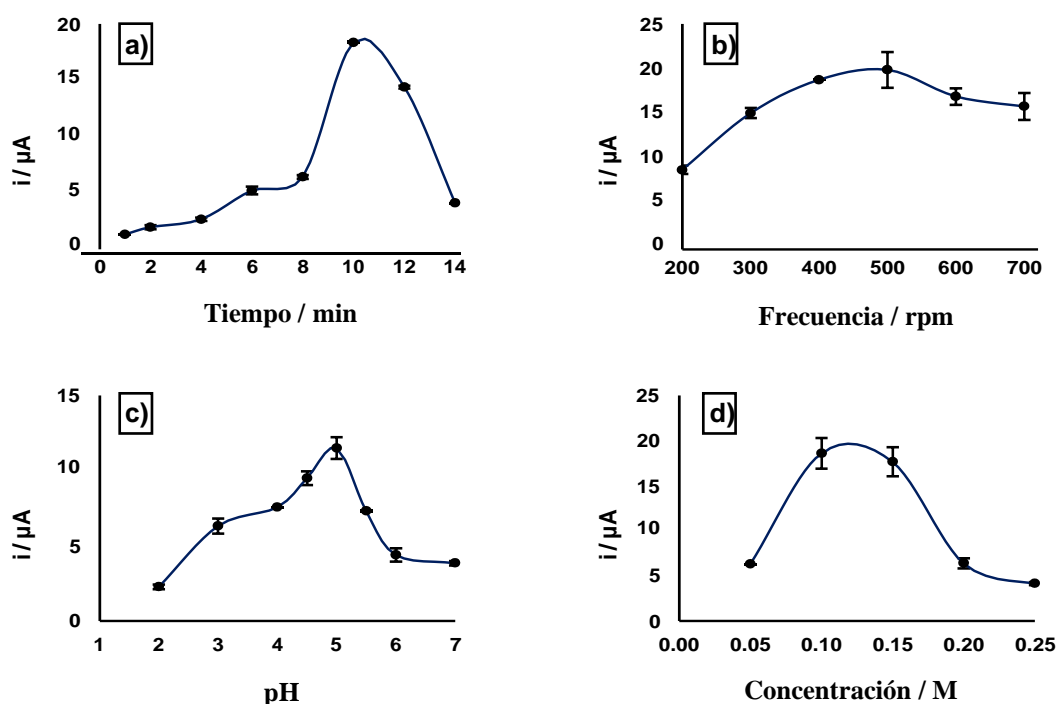 a)
20
15
10
5
0
i / µA
0 2 4 6 8 10 12 14
Tiempo / min
b)
25
20
15
10
5
0
i / µA
200 300 400 500 600 700
Frecuencia / rpm
c)
15
10
5
0
i / µA
1 2 3 4 5 6 7
pH
d)
25
20
15
10
5
0
i / µA
0.00 0.05 0.10 0.15 0.20 0.25
Concentración / M